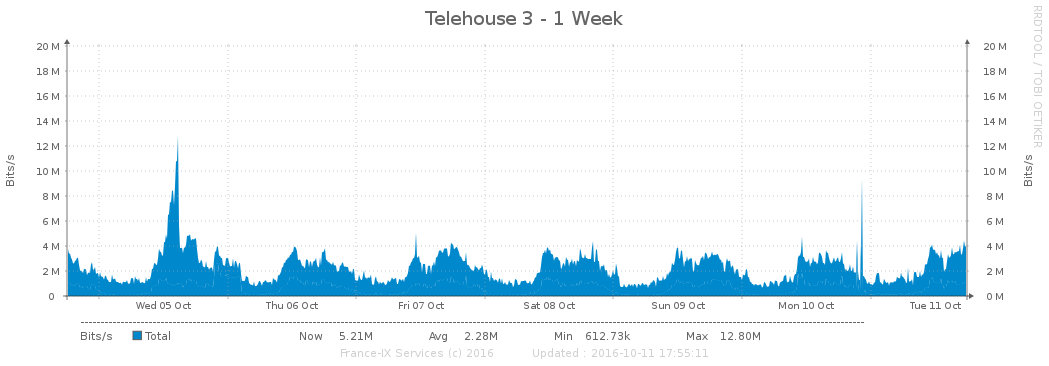 Telehouse 3 - 1 Week
RRDTOOL / TOBI OETIKER
Bits/s
Bits/s
20 M 20 M
18 M 18 M
16 M 16 M
14 M 14 M
12 M 12 M
10 M 10 M
8 M 8 M
6 M 6 M
4 M 4 M
2 M 2 M
0 0 M
Wed 05 Oct Thu 06 Oct Fri 07 Oct Sat 08 Oct Sun 09 Oct Mon 10 Oct Tue 11 Oct
Bits/s Total Now 5.21M Avg 2.28M Min 612.73k Max 12.80M
France-IX Services (c) 2016 Updated : 2016-10-11 17:55:11